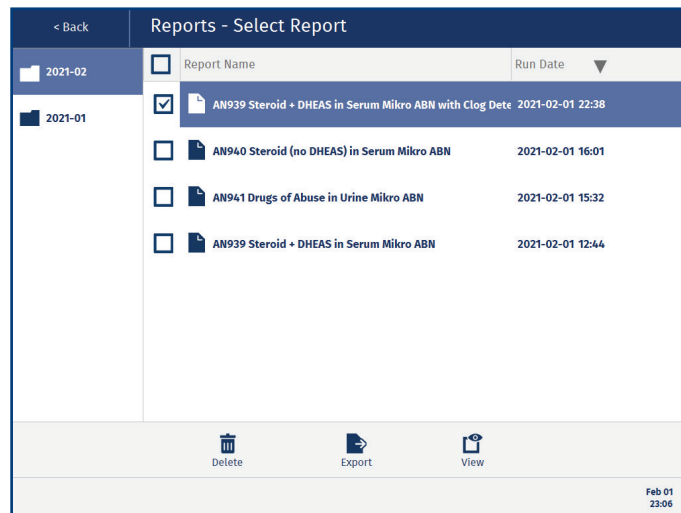 < Back
Reports - Select Report
2021-02
2021-01
Report Name
Run Date
AN939 Steroid + DHEAS in Serum Mikro ABN with Clog Dete 2021-02-01 22:38
AN940 Steroid (no DHEAS) in Serum Mikro ABN 2021-02-01 16:01
AN941 Drugs of Abuse in Urine Mikro ABN 2021-02-01 15:32
AN939 Steroid + DHEAS in Serum Mikro ABN 2021-02-01 12:44
Delete
Export
View
Feb 01
23:06